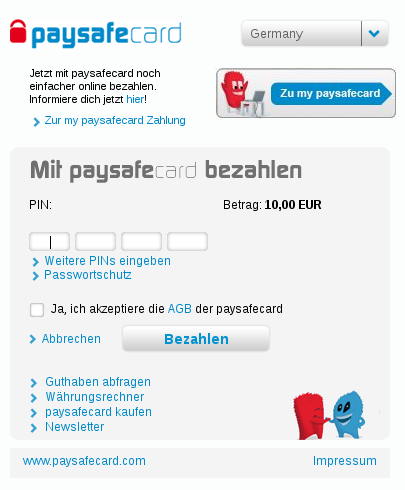 paysafecard
Germany
Jetzt mit paysafecard noch
einfacher online bezahlen.
Informiere dich jetzt hier!
Zur my paysafecard Zahlung
Zu my paysafecard
Mit paysafecard bezahlen
PIN:
Betrag: 10,00 EUR
Weitere PINs eingeben
Passwortschutz
Ja, ich akzeptiere die AGB der paysafecard
Abbrechen
Bezahlen
Guthaben abfragen
Währungsrechner
paysafecard kaufen
Newsletter
www.paysafecard.com
Impressum